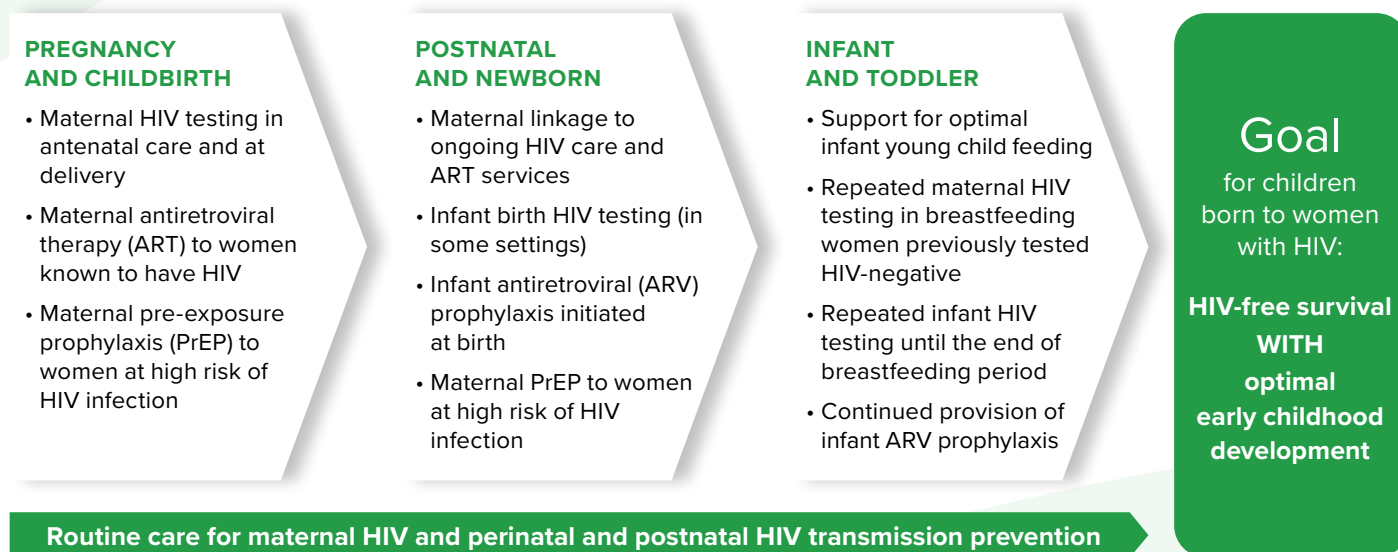 PREGNANCY
AND CHILDBIRTH
• Maternal HIV testing in
antenatal care and at
delivery
• Maternal antiretroviral
therapy (ART) to women
known to have HIV
• Maternal pre-exposure
prophylaxis (PrEP) to
women at high risk of
HIV infection
POSTNATAL
AND NEWBORN
• Maternal linkage to
ongoing HIV care and
ART services
• Infant birth HIV testing (in
some settings)
• Infant antiretroviral (ARV)
prophylaxis initiated
at birth
• Maternal PrEP to women
at high risk of HIV
infection
INFANT
AND TODDLER
• Support for optimal
infant young child feeding
• Repeated maternal HIV
testing in breastfeeding
women previously tested
HIV-negative
• Repeated infant HIV
testing until the end of
breastfeeding period
• Continued provision of
infant ARV prophylaxis
Goal
for children
born to women
with HIV:
HIV-free survival
WITH
optimal
early childhood
development
Routine care for maternal HIV and perinatal and postnatal HIV transmission prevention